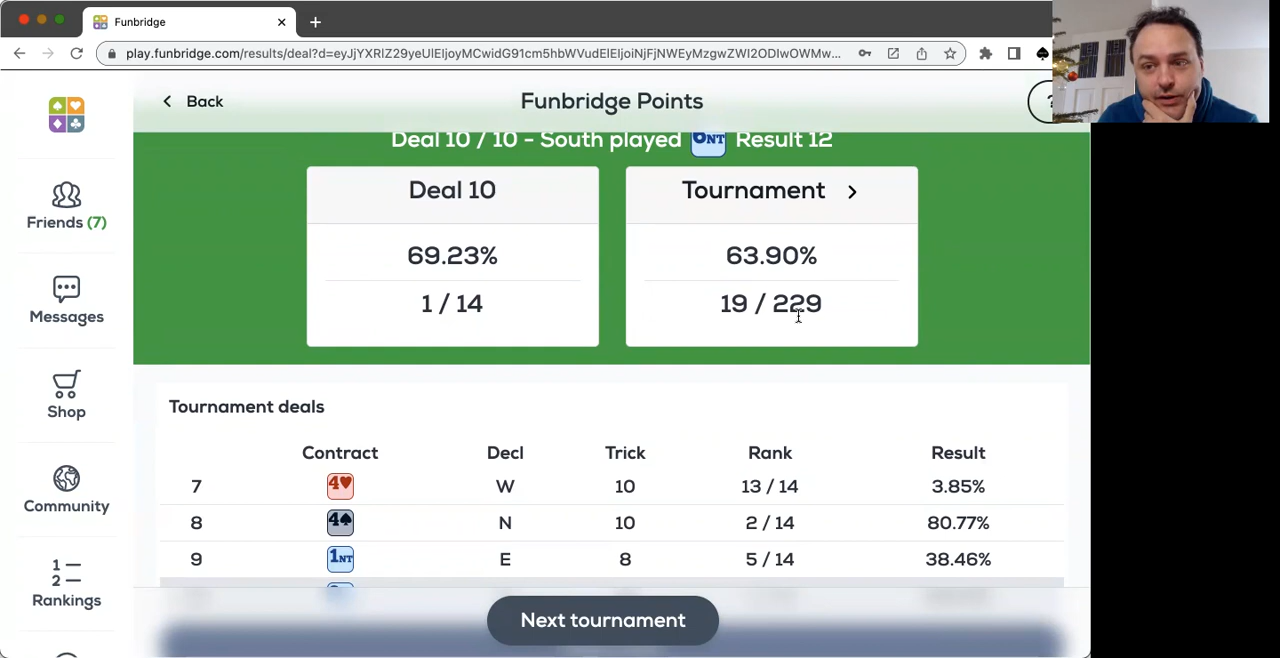 Funbridge
play.funbridge.com/results/deal?d=eyJjYXRlZ29yeUlEIjoyMCwidG91cm5hbWVudElEIjoiNjFjNWEyMzgwZWI2ODIwOWMw...
Back
Funbridge Points
?
Deal 10 / 10 - South played 6NT Result 12
Deal 10
Tournament
69.23%
63.90%
1 / 14
19 / 229
Friends (7)
Messages
Shop
Community
1
2
Rankings
Tournament deals
Contract Decl Trick Rank Result
7 4♥ W 10 13 / 14 3.85%
8 4♠ N 10 2 / 14 80.77%
9 1NT E 8 5 / 14 38.46%
Next tournament